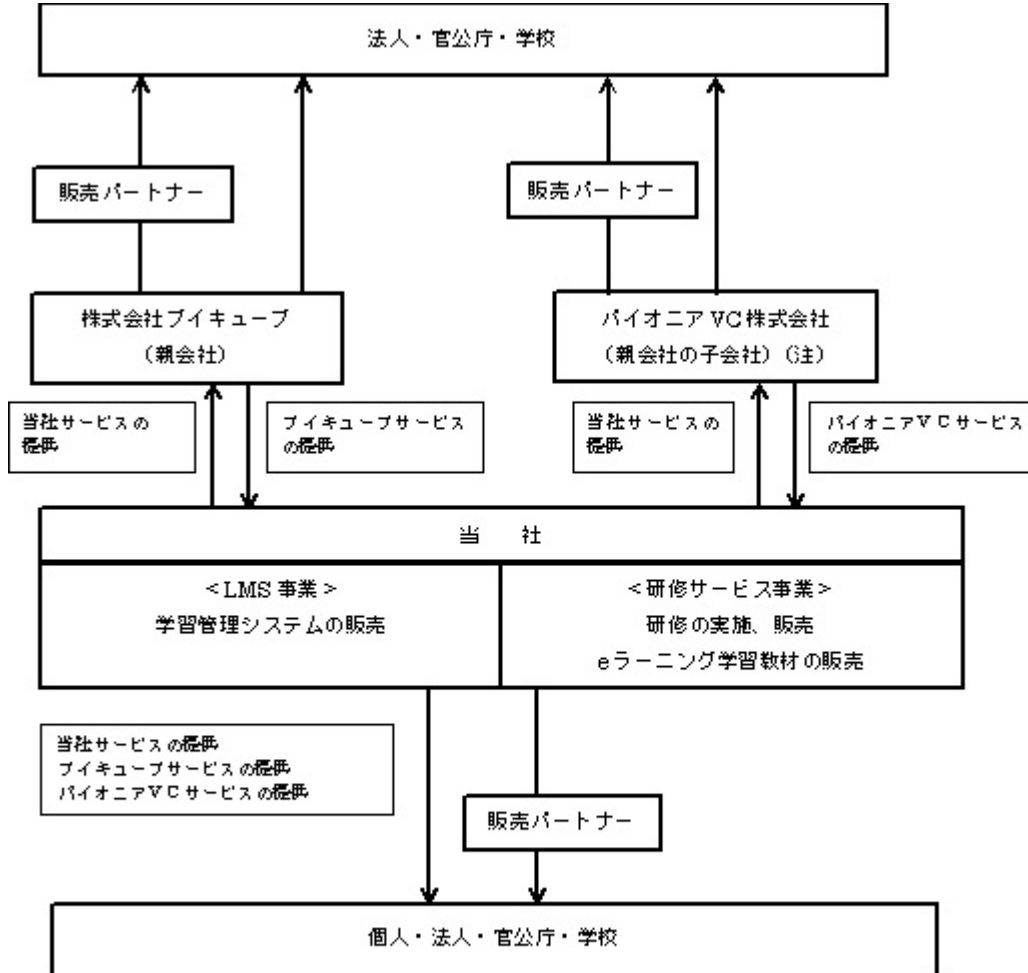 法人・官公庁・学校
販売パートナー
販売パートナー
株式会社ブイキューブ
(親会社)
パイオニアVC株式会社
(親会社の子会社)(注)
当社サービスの
提供
ブイキューブサービス
の提供
当社サービスの
提供
パイオニアVCサービス
の提供
当 社
<LMS事業>
学習管理システムの販売
<研修サービス事業>
研修の実施、販売
eラーニング学習教材の販売
当社サービスの提供
ブイキューブサービスの提供
パイオニアVCサービスの提供
販売パートナー
個人・法人・官公庁・学校